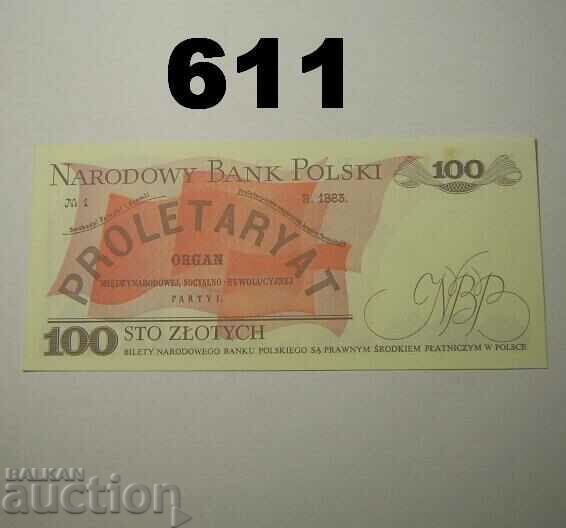 611
NARODOWY BANK POLSKI
100
№ 1
R. 1883.
PROLETARYAT
ORGAN
MIĘDZYNARODOWEJ, SOCYALNO-REWOLUCYJNEJ
PARTYI.
NBP
100 STO ZŁOTYCH
BILETY NARODOWEGO BANKU POLSKIEGO SĄ PRAWNYM ŚRODKIEM PŁATNICZYM W POLSCE
BALKAN
auction